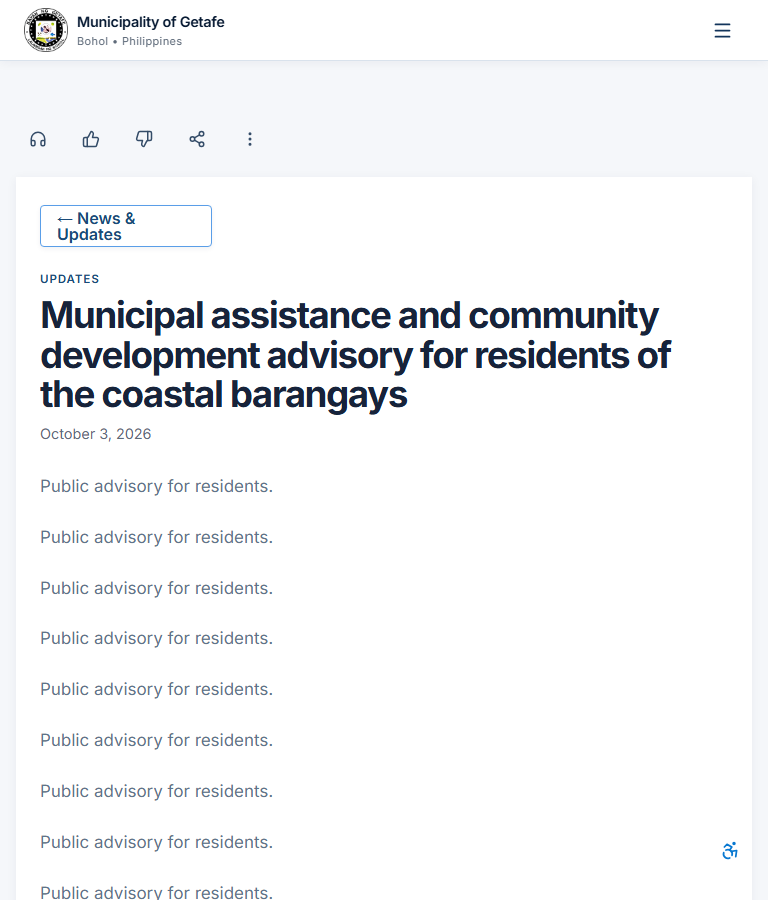 Municipality of Getafe
Bohol • Philippines
← News &
Updates
UPDATES
Municipal assistance and community
development advisory for residents of
the coastal barangays
October 3, 2026
Public advisory for residents.
Public advisory for residents.
Public advisory for residents.
Public advisory for residents.
Public advisory for residents.
Public advisory for residents.
Public advisory for residents.
Public advisory for residents.
Public advisory for residents.